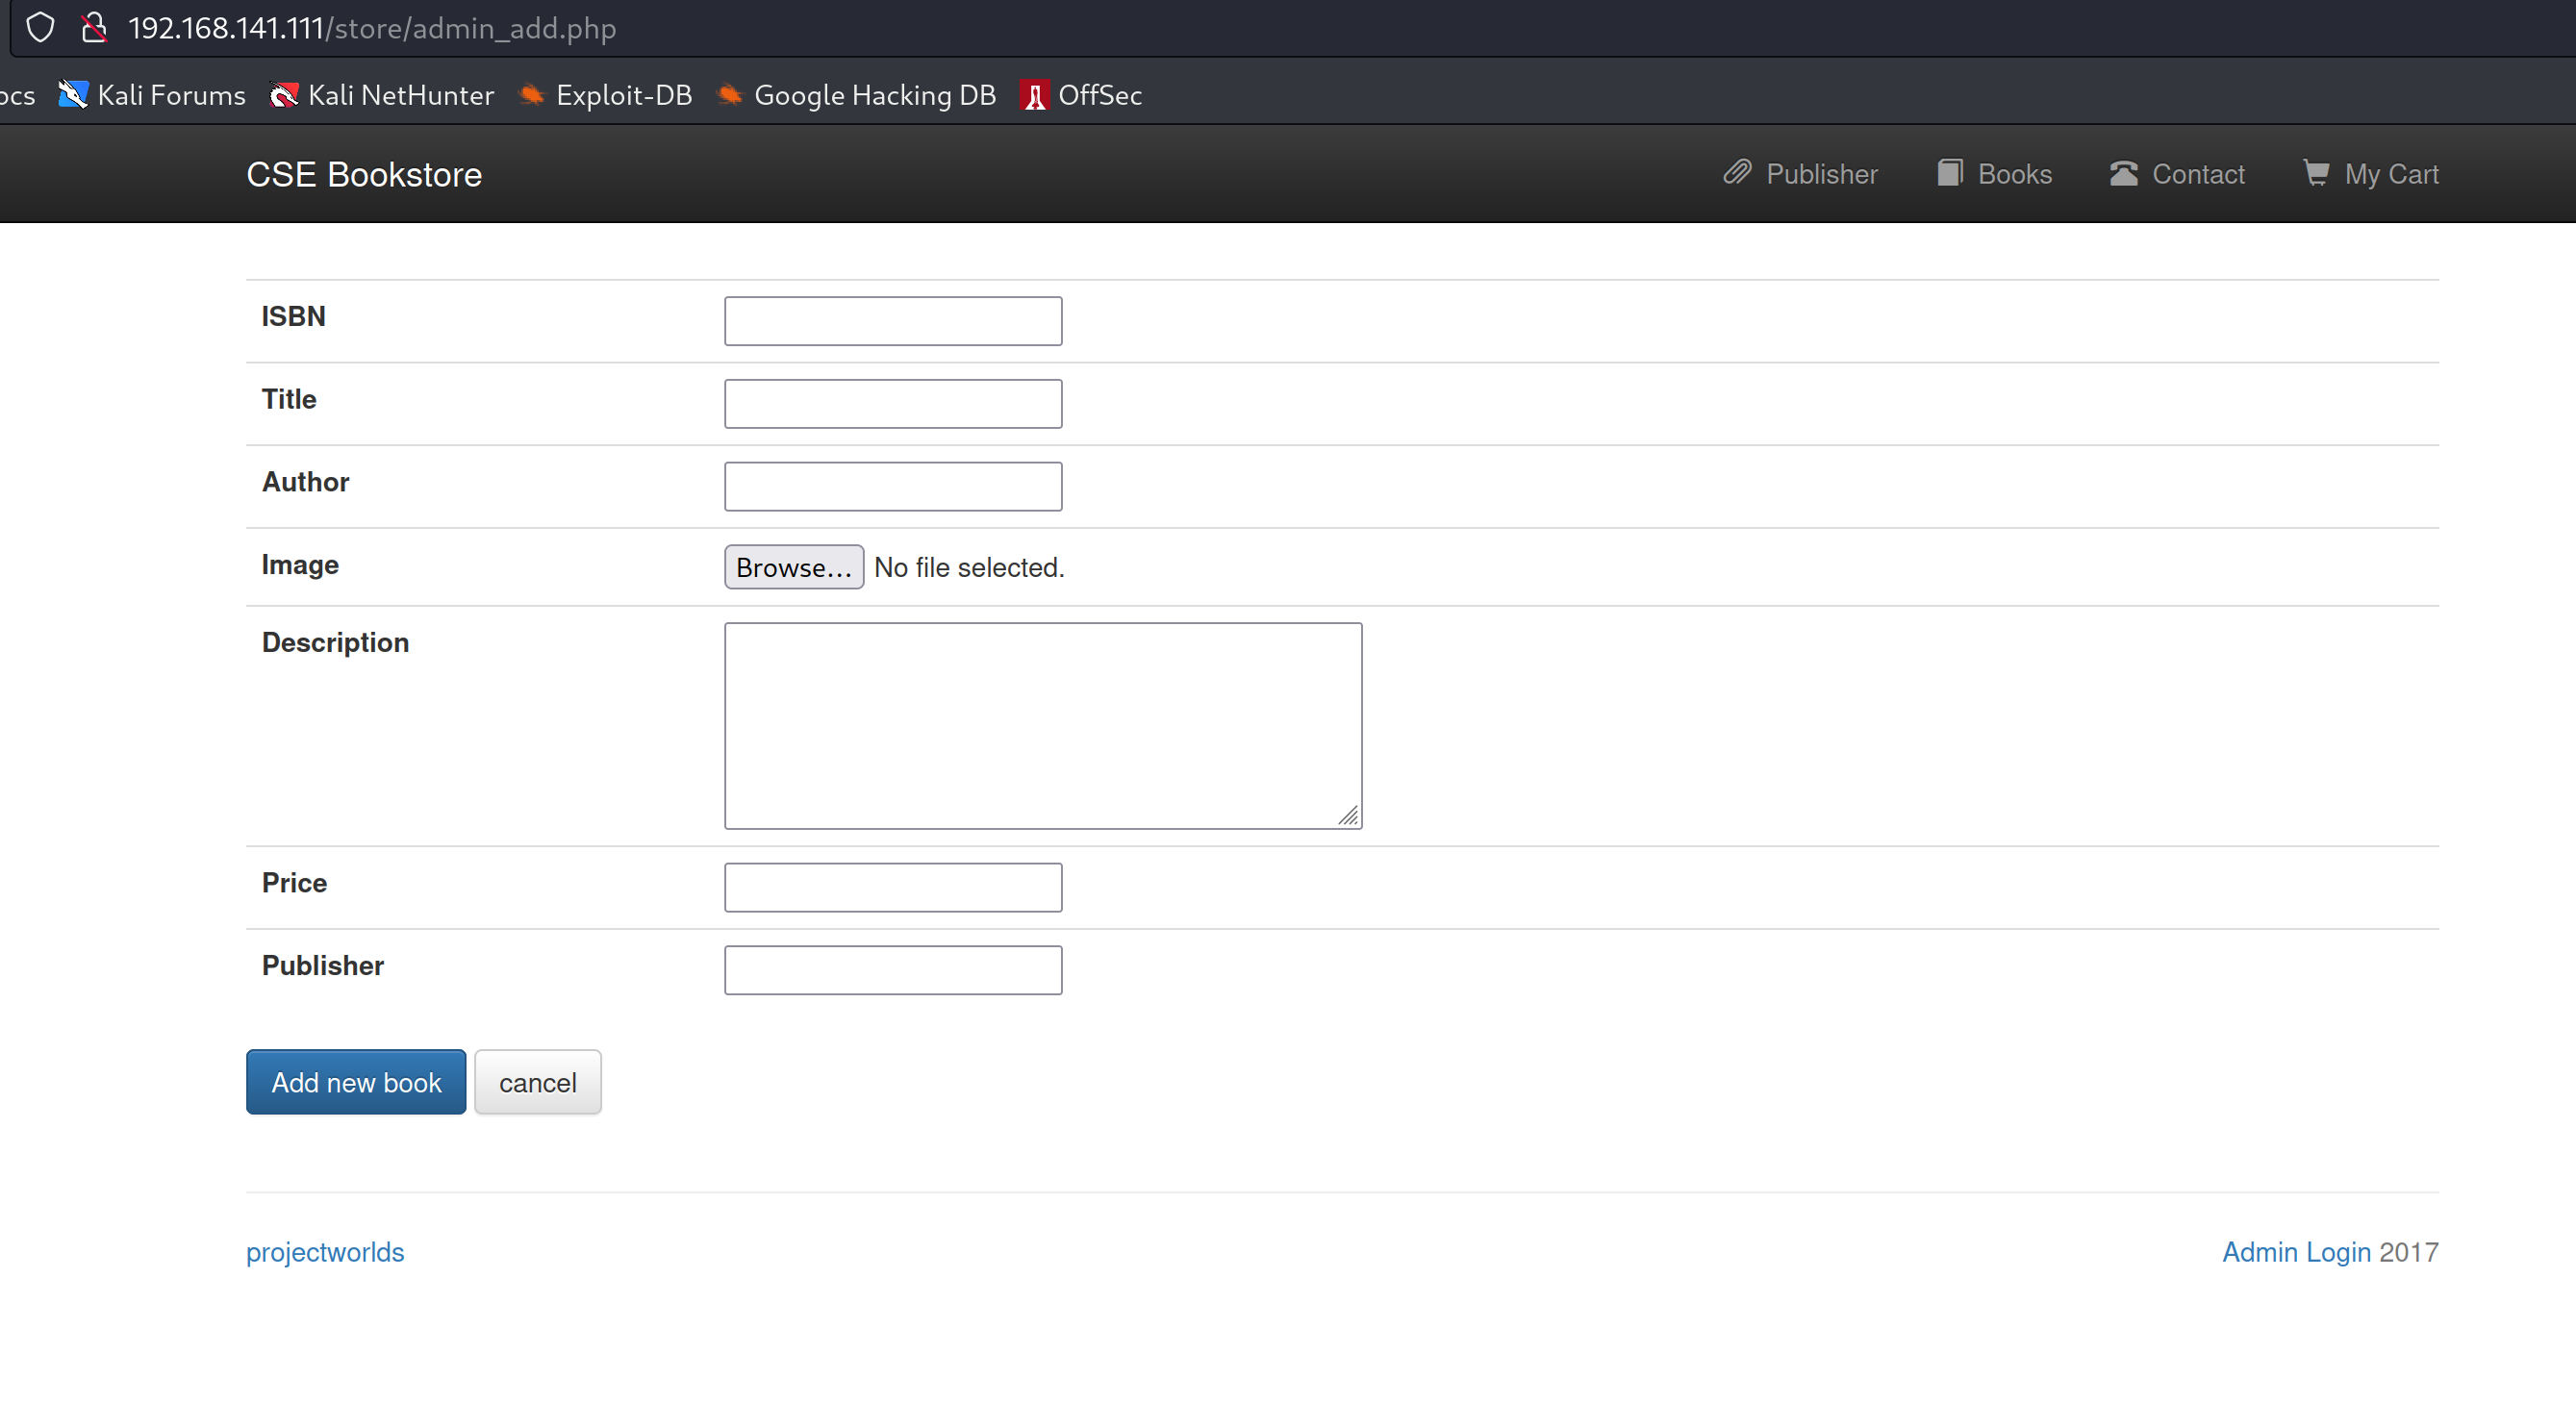 192.168.141.111/store/admin_add.php
ocs Kali Forums Kali NetHunter Exploit-DB Google Hacking DB OffSec
CSE Bookstore Publisher Books Contact My Cart
ISBN
Title
Author
Image Browse... No file selected.
Description
Price
Publisher
Add new book cancel
projectworlds Admin Login 2017